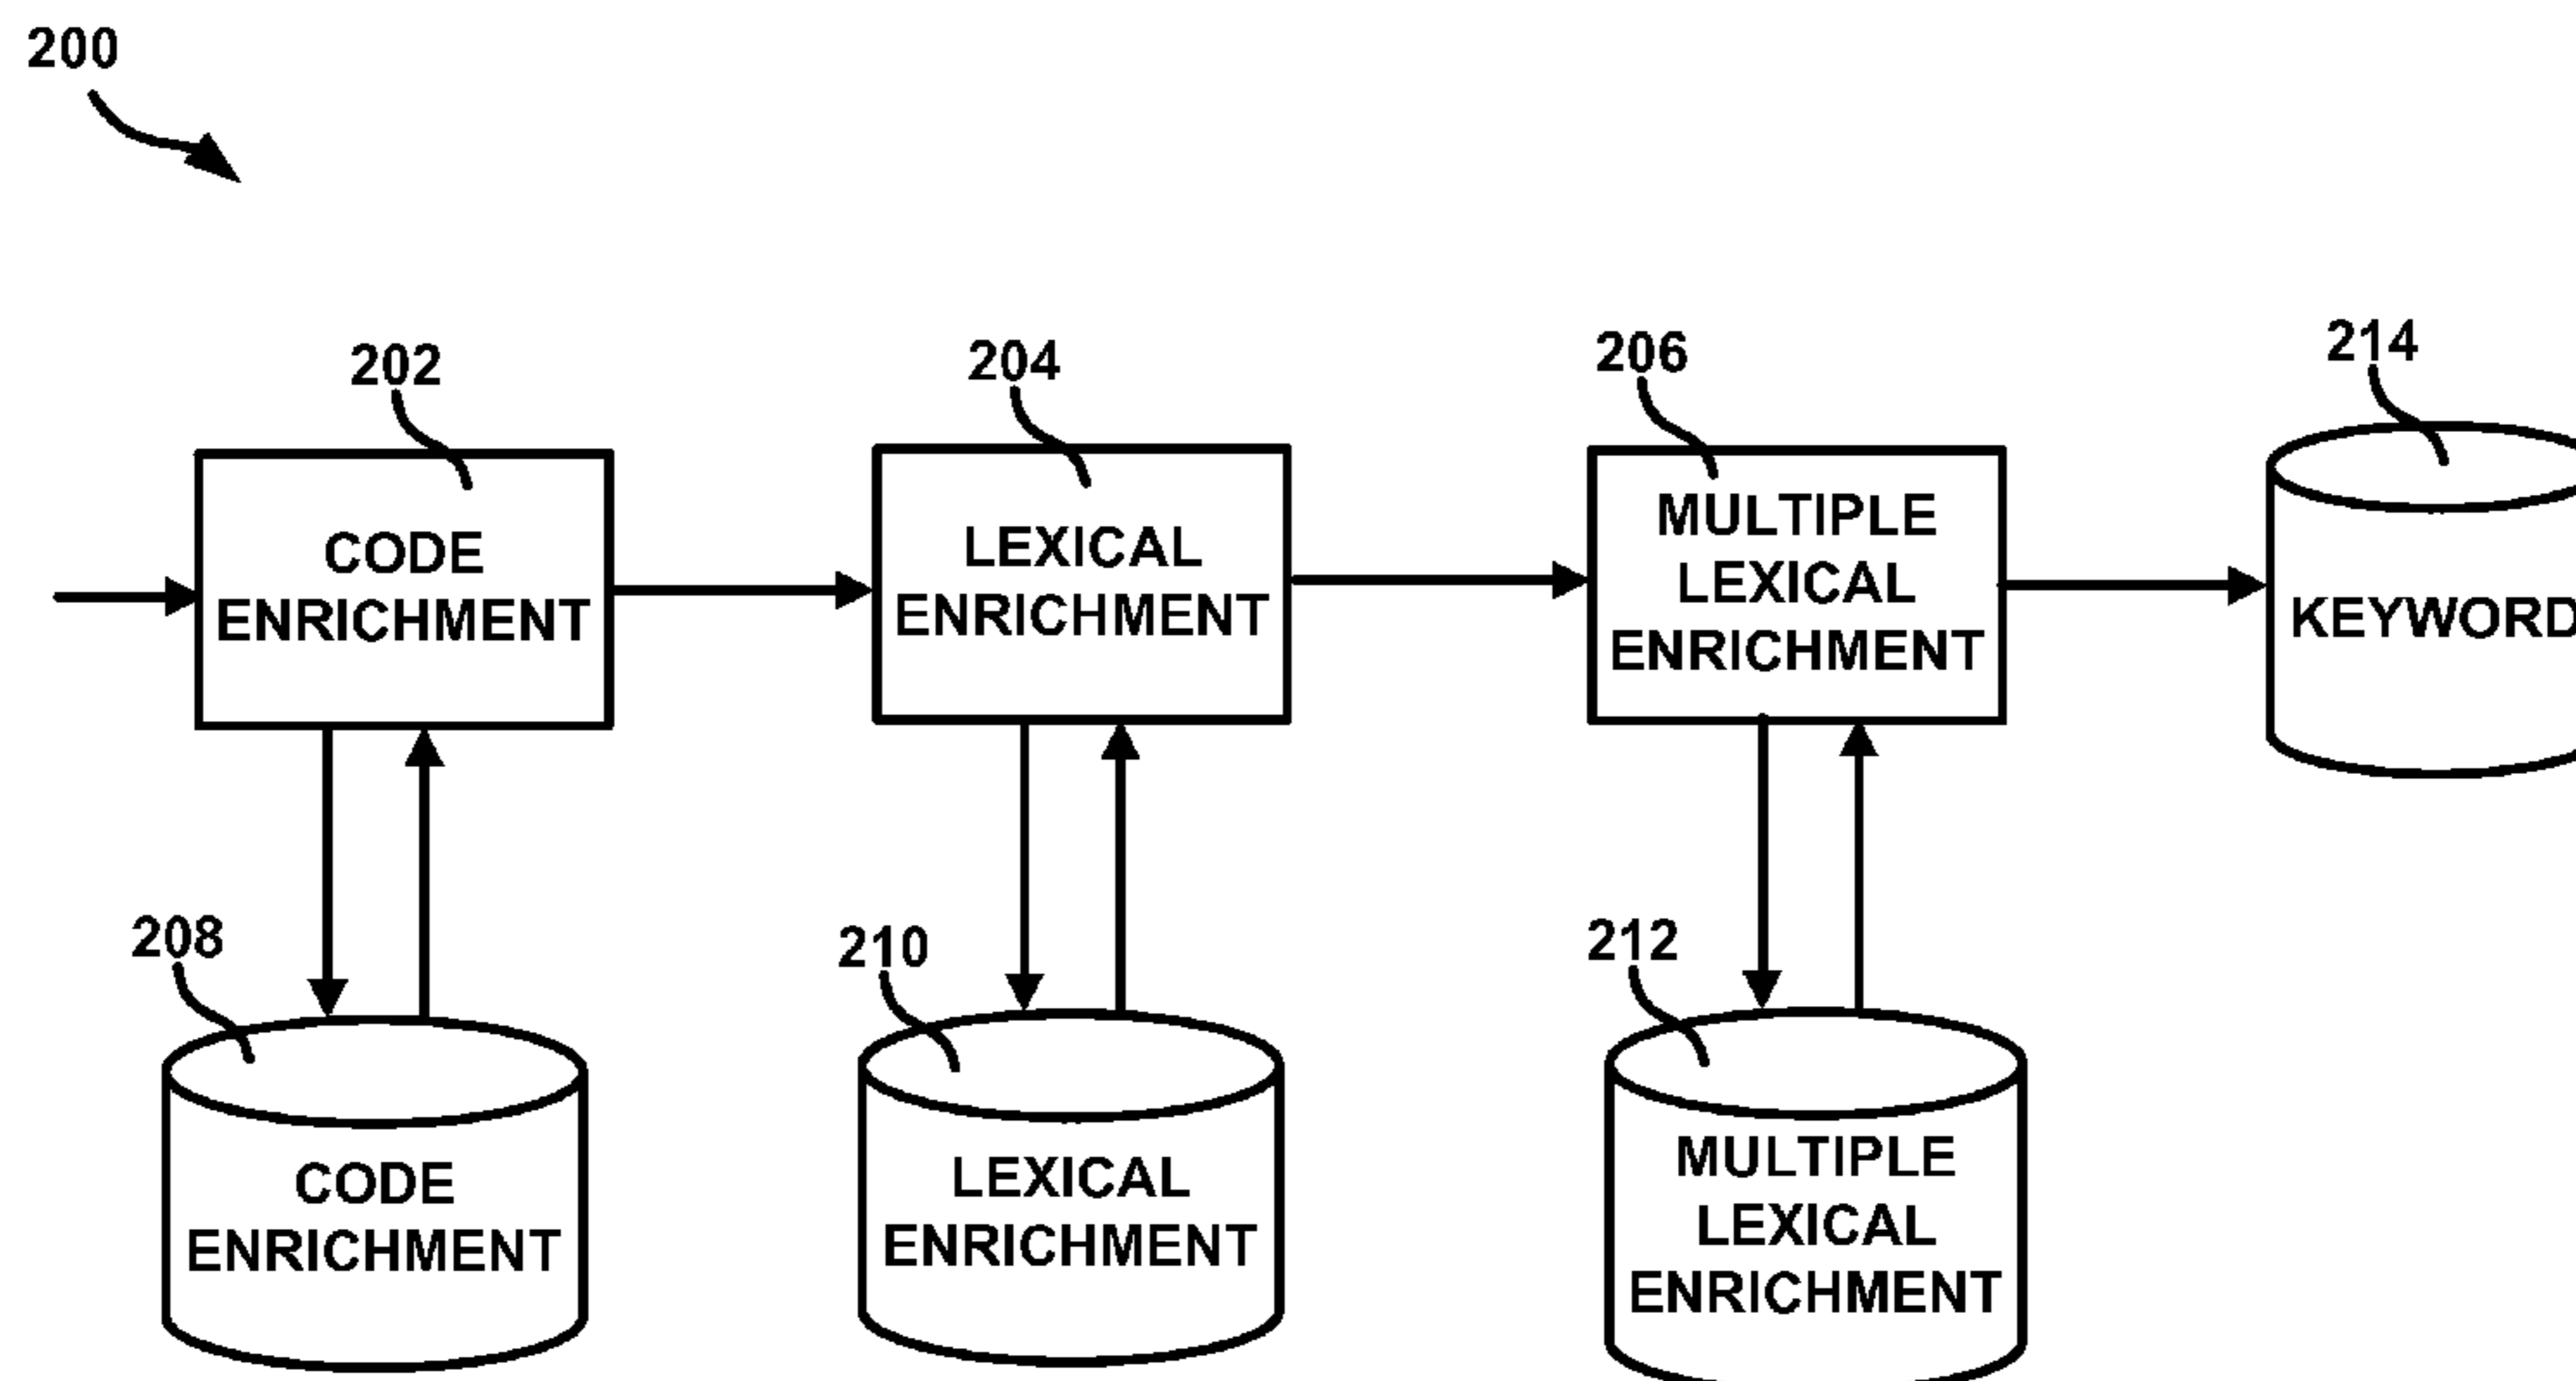 200
202
204
206
214
CODE
ENRICHMENT
LEXICAL
ENRICHMENT
MULTIPLE
LEXICAL
ENRICHMENT
KEYWORD
208
210
212
CODE
ENRICHMENT
LEXICAL
ENRICHMENT
MULTIPLE
LEXICAL
ENRICHMENT